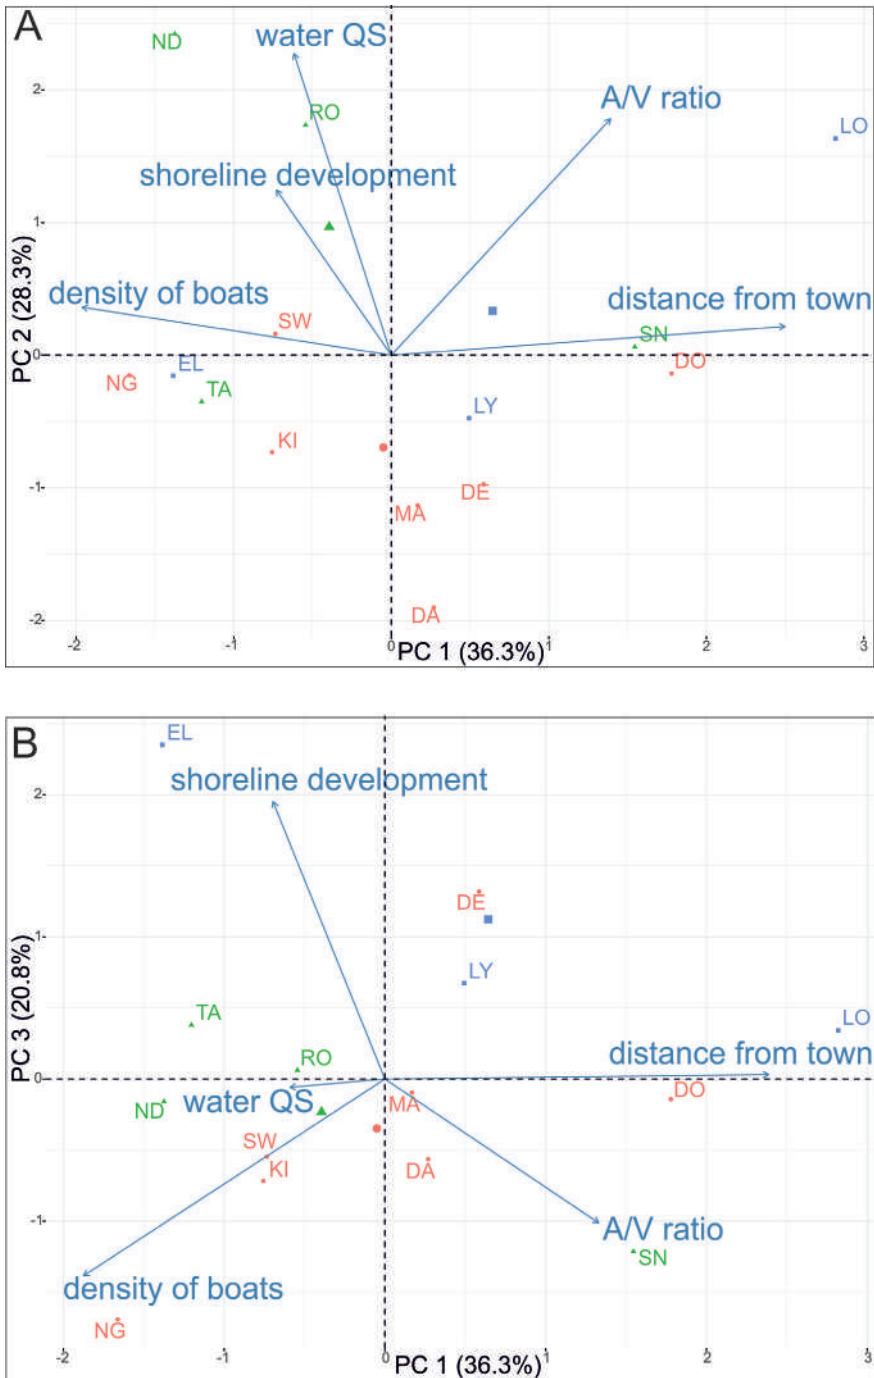 A
ND
water QS
RO
A/V ratio
LO
shoreline development
density of boats
distance from town
SW
SN
DO
EL
NG
TA
LY
KI
DE
MA
DA
PC 2 (28.3%)
2
1
0
-1
-2
-2
-1
0
1
2
3
PC 1 (36.3%)
B
EL
shoreline development
DE
LY
TA
LO
RO
distance from town
water QS
ND
MA
DO
SW
KI
DA
A/V ratio
SN
density of boats
NG
PC 3 (20.8%)
2
1
0
-1
-2
-1
0
1
2
3
PC 1 (36.3%)